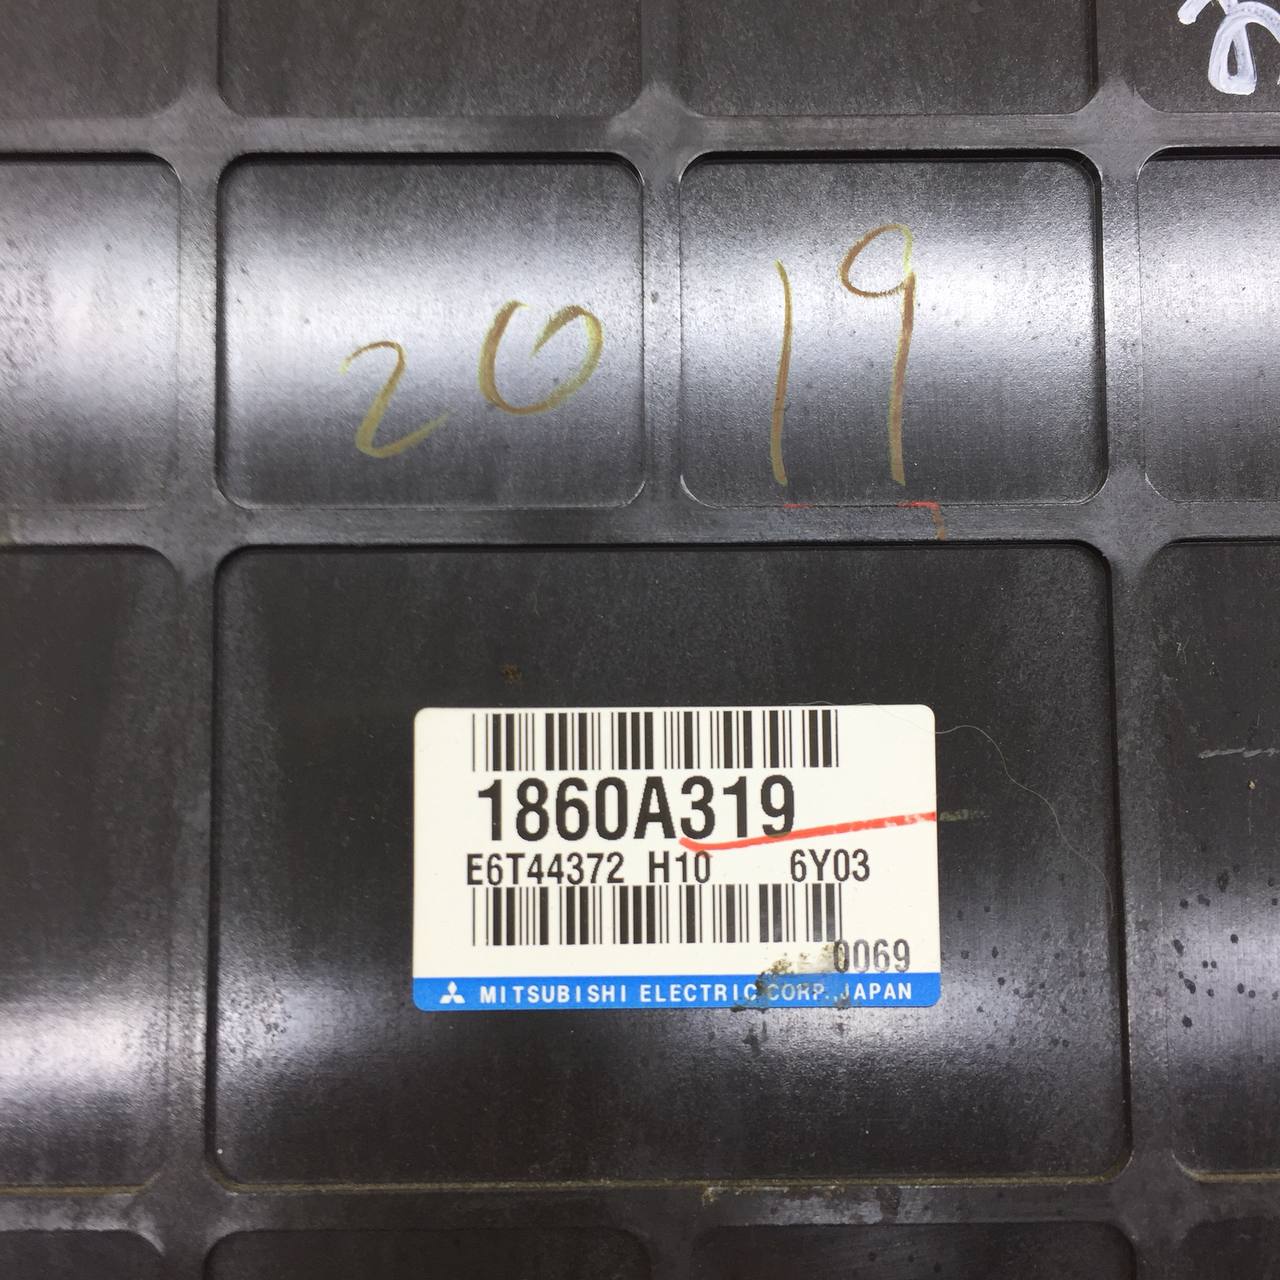 2019
1860A319
E6T44372 H10 6Y03
0069
MITSUBISHI ELECTRIC CORP., JAPAN